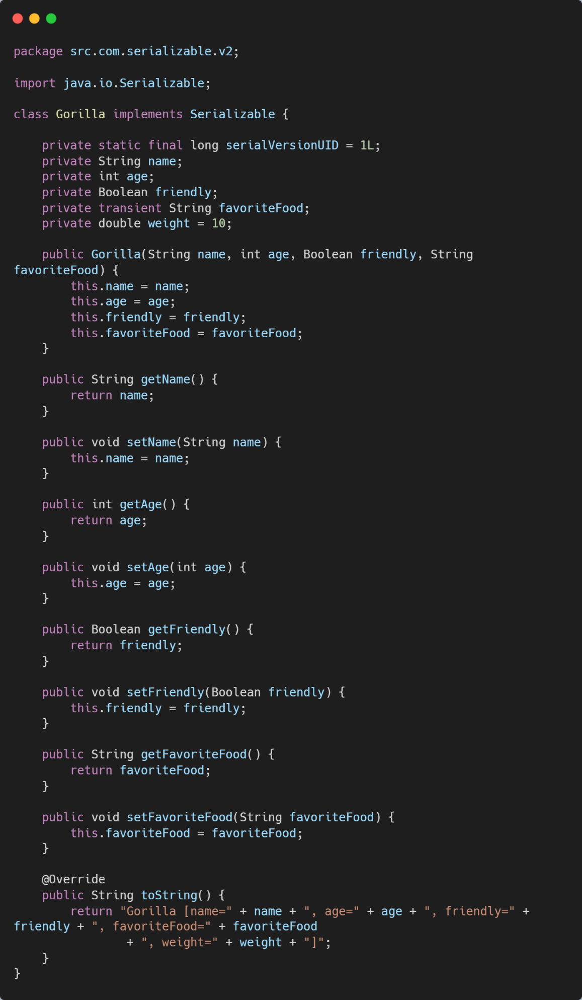 package src.com.serializable.v2;

import java.io.Serializable;

class Gorilla implements Serializable {

    private static final long serialVersionUID = 1L;
    private String name;
    private int age;
    private Boolean friendly;
    private transient String favoriteFood;
    private double weight = 10;

    public Gorilla(String name, int age, Boolean friendly, String
favoriteFood) {
        this.name = name;
        this.age = age;
        this.friendly = friendly;
        this.favoriteFood = favoriteFood;
    }

    public String getName() {
        return name;
    }

    public void setName(String name) {
        this.name = name;
    }

    public int getAge() {
        return age;
    }

    public void setAge(int age) {
        this.age = age;
    }

    public Boolean getFriendly() {
        return friendly;
    }

    public void setFriendly(Boolean friendly) {
        this.friendly = friendly;
    }

    public String getFavoriteFood() {
        return favoriteFood;
    }

    public void setFavoriteFood(String favoriteFood) {
        this.favoriteFood = favoriteFood;
    }

    @Override
    public String toString() {
        return "Gorilla [name=" + name + ", age=" + age + ", friendly=" +
friendly + ", favoriteFood=" + favoriteFood
                + ", weight=" + weight + "]";
    }
}